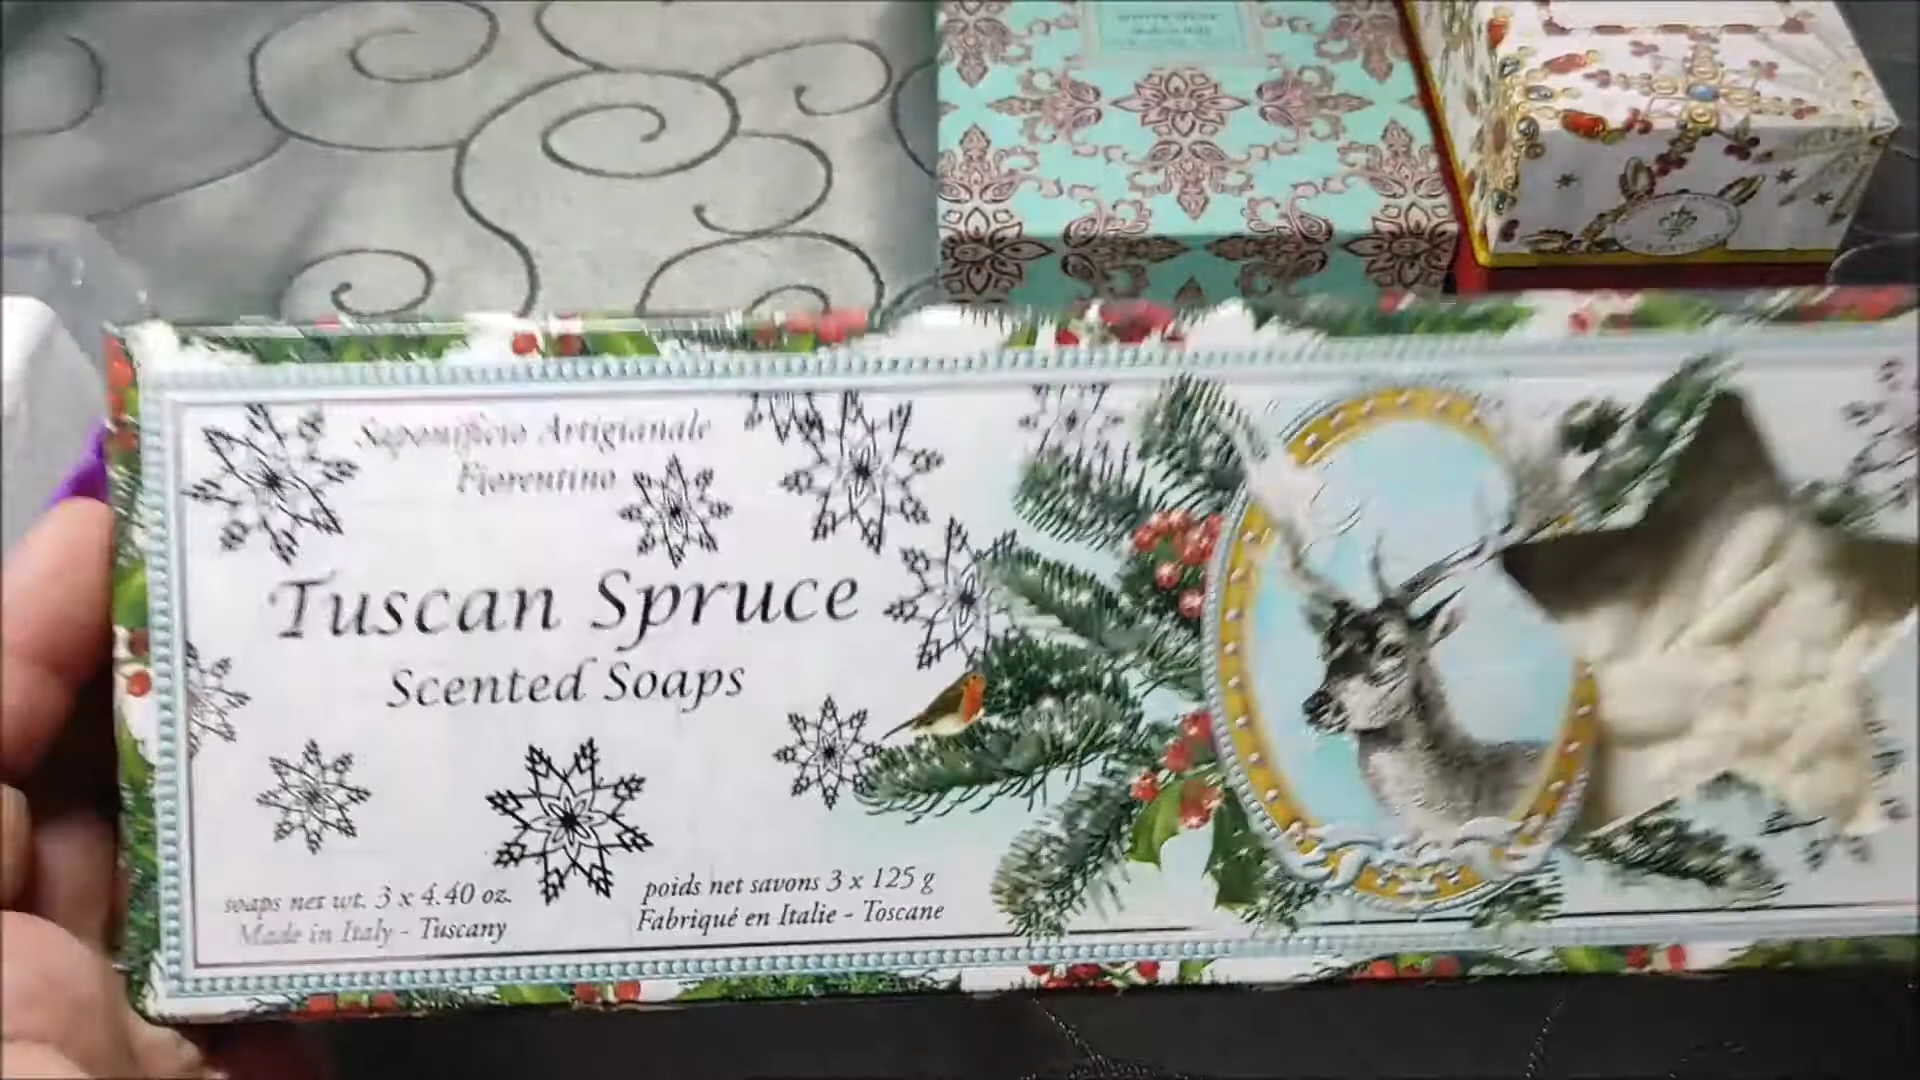 Saponificio Artigianale
Fiorentino
Tuscan Spruce
Scented Soaps
soaps net wt. 3 x 4.40 oz.
Made in Italy - Tuscany
poids net savons 3 x 125 g
Fabriqué en Italie - Toscane